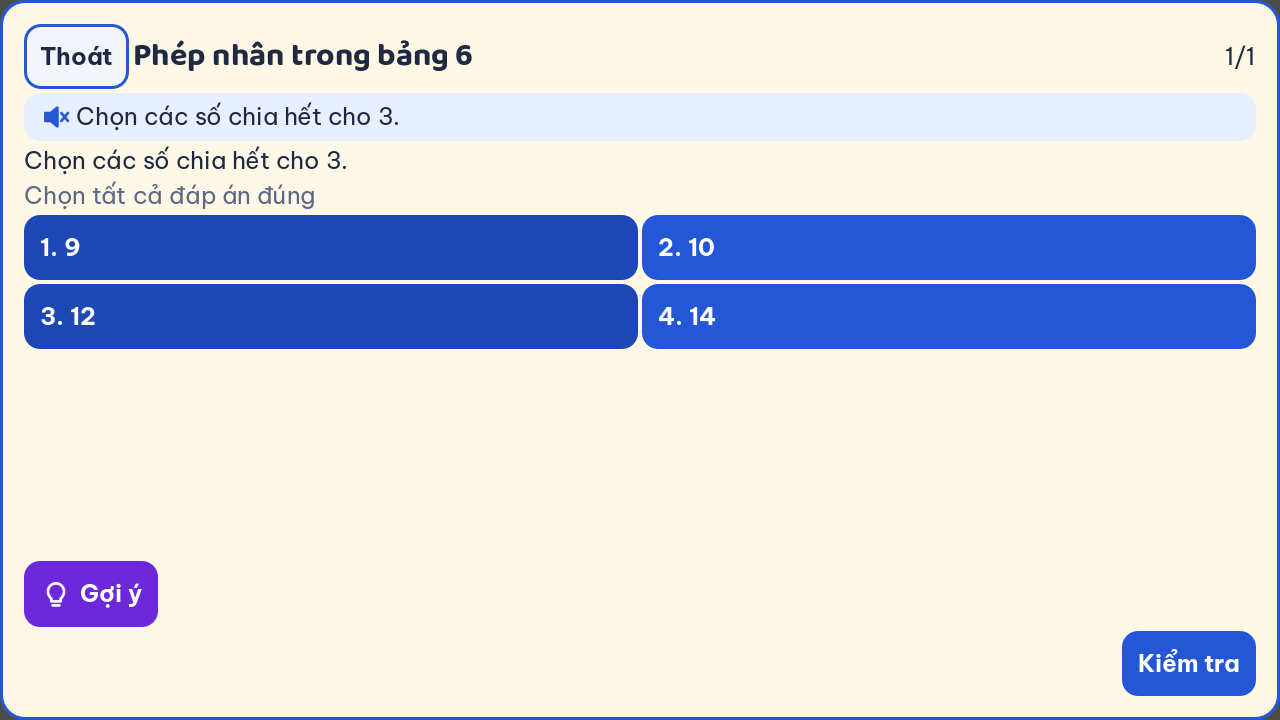 Thoát
Phép nhân trong bảng 6
1/1
Chọn các số chia hết cho 3.
Chọn các số chia hết cho 3.
Chọn tất cả đáp án đúng
1. 9
2. 10
3. 12
4. 14
Gợi ý
Kiểm tra